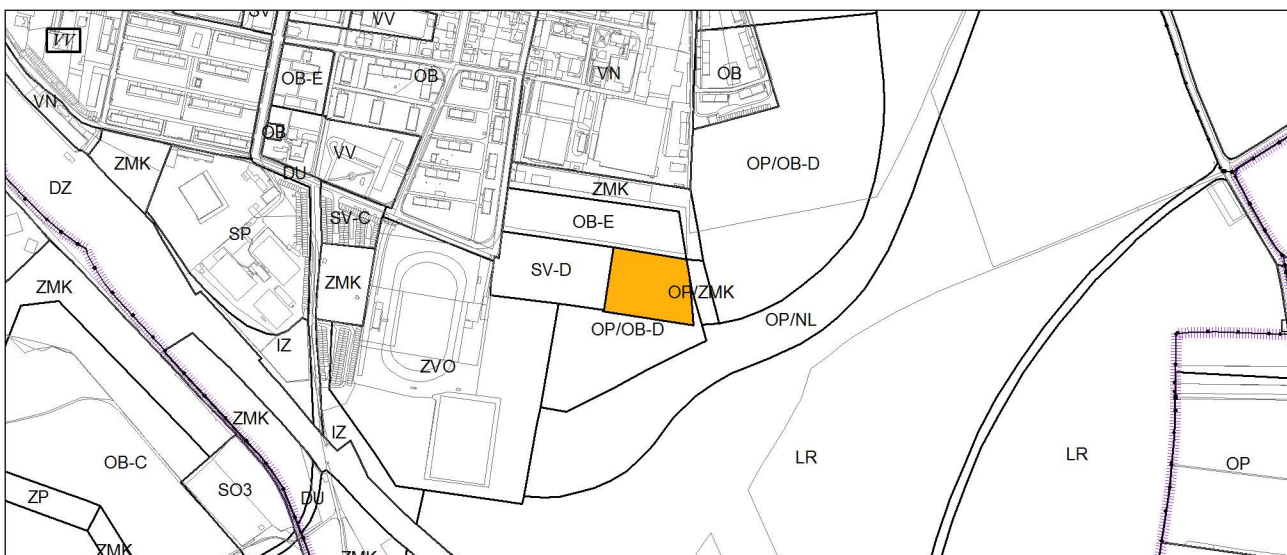 SV
VV
VV
OB-E
OB
VN
OB
VN
OB
VV
ZMK
DU
OP/OB-D
ZMK
DZ
SV-C
OB-E
SP
SV-D
ZMK
ZMK
OP/ZMK
OP/NL
OP/OB-D
IZ
ZVO
ZMK
IZ
LR
LR
OB-C
OP
SO3
DU
ZP
ZMK
ZMK